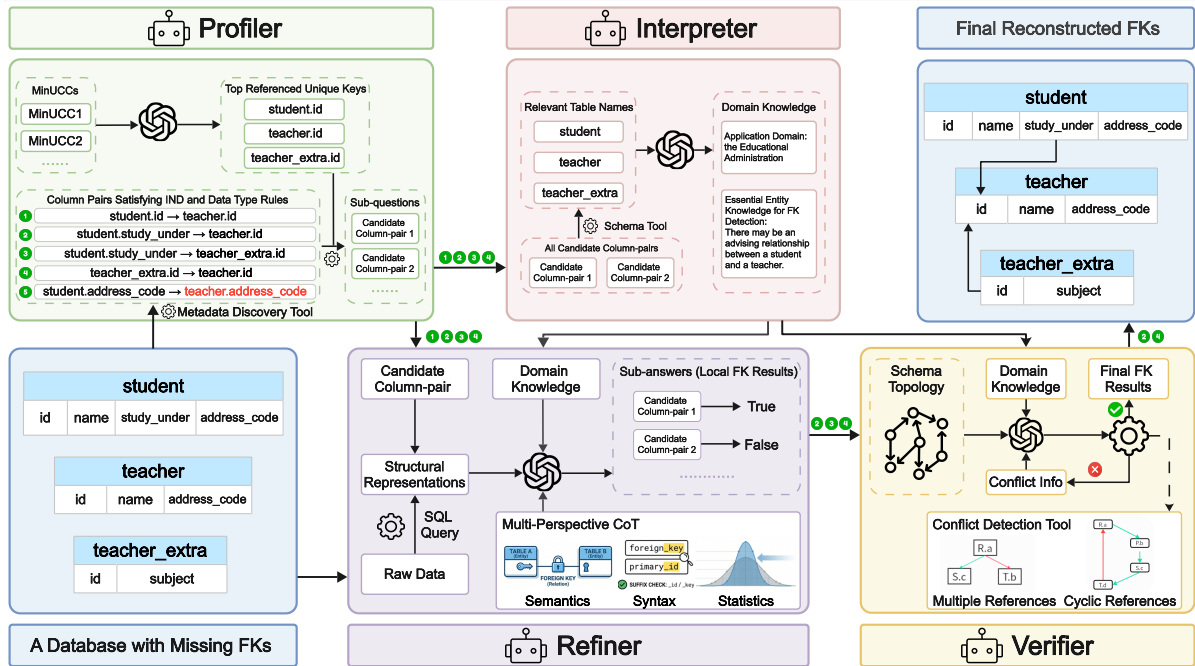 Profiler
MinUCCs
MinUCC1
MinUCC2
......
Top Referenced Unique Keys
student.id
teacher.id
teacher_extra.id
Column Pairs Satisfying IND and Data Type Rules
1 student.id → teacher.id
2 student.study_under → teacher.id
3 student.study_under → teacher_extra.id
4 teacher_extra.id → teacher.id
5 student.address_code → teacher.address_code
Sub-questions
Candidate
Column-pair 1
Candidate
Column-pair 2
........
Metadata Discovery Tool
1 2 3 4
Interpreter
Relevant Table Names
student
teacher
teacher_extra
Schema Tool
All Candidate Column-pairs
Candidate
Column-pair 1
Candidate
Column-pair 2
......
Domain Knowledge
Application Domain:
the Educational
Administration
Essential Entity
Knowledge for FK
Detection:
There may be an
advising relationship
between a student
and a teacher.
Final Reconstructed FKs
student
id name study_under address_code
teacher
id name address_code
teacher_extra
id subject
2 4
student
id name study_under address_code
teacher
id name address_code
teacher_extra
id subject
A Database with Missing FKs
1 2 3 4
Candidate
Column-pair
Structural
Representations
SQL
Query
Raw Data
Domain
Knowledge
Sub-answers (Local FK Results)
Candidate
Column-pair 1
True
Candidate
Column-pair 2
False
............
Multi-Perspective CoT
TABLE A
(Entity)
TABLE B
(Entity)
FOREIGN KEY
(Relation)
Semantics
foreign_key
primary_id
SUFFIX CHECK: _id / _key
Syntax
Statistics
Refiner
2 3 4
Schema
Topology
Domain
Knowledge
Final FK
Results
Conflict Info
Conflict Detection Tool
R.a
S.c
T.b
Multiple References
R.a
P.b
S.c
T.d
Cyclic References
Verifier